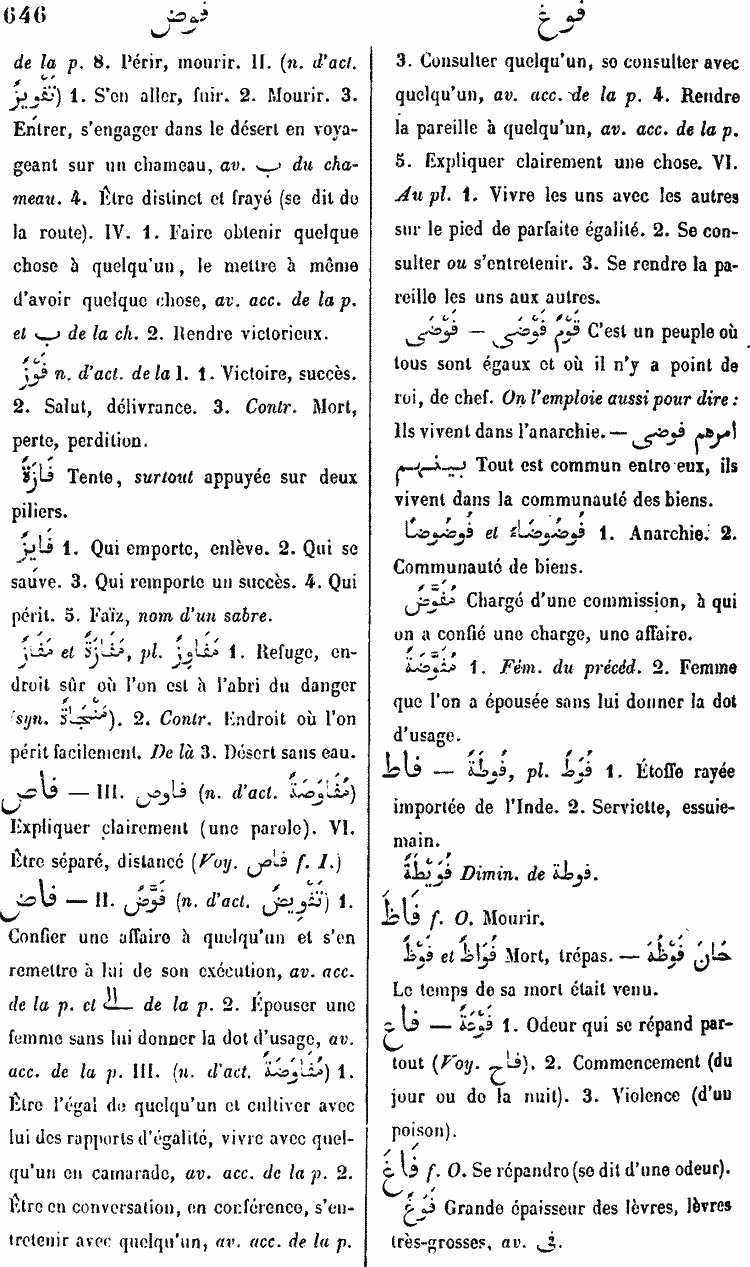 646
فوض
فوغ
de la p. 8. Périr, mourir. II. (n. d'act.
تَفْوِيزٌ) 1. S'en aller, fuir. 2. Mourir. 3.
Entrer, s'engager dans le désert en voya-
geant sur un chameau, av. ب du cha-
meau. 4. Être distinct et frayé (se dit de
la route). IV. 1. Faire obtenir quelque
chose à quelqu'un, le mettre à même
d'avoir quelque chose, av. acc. de la p.
et ب de la ch. 2. Rendre victorieux.
فَوْزٌ n. d'act. de la I. 1. Victoire, succès.
2. Salut, délivrance. 3. Contr. Mort,
perte, perdition.
فَازَةٌ Tente, surtout appuyée sur deux
piliers.
فَايِزٌ 1. Qui emporte, enlève. 2. Qui se
sauve. 3. Qui remporte un succès. 4. Qui
périt. 5. Faïz, nom d'un sabre.
مَفَازٌ et مَفَازَةٌ, pl. مَفَاوِزُ 1. Refuge, en-
droit sûr où l'on est à l'abri du danger
(syn. مَنْجَاةٌ). 2. Contr. Endroit où l'on
périt facilement. De là 3. Désert sans eau.
فاص — III. فاوص (n. d'act. مُفَاوَصَةٌ)
Expliquer clairement (une parole). VI.
Être séparé, distancé (Voy. فاص f. I.)
فاض — II. فَوَّضَ (n. d'act. تَفْوِيضٌ) 1.
Confier une affaire à quelqu'un et s'en
remettre à lui de son exécution, av. acc.
de la p. et الى de la p. 2. Épouser une
femme sans lui donner la dot d'usage, av.
acc. de la p. III. (n. d'act. مُفَاوَضَةٌ) 1.
Être l'égal de quelqu'un et cultiver avec
lui des rapports d'égalité, vivre avec quel-
qu'un en camarade, av. acc. de la p. 2.
Être en conversation, en conférence, s'en-
tretenir avec quelqu'un, av. acc. de la p.
3. Consulter quelqu'un, se consulter avec
quelqu'un, av. acc. de la p. 4. Rendre
la pareille à quelqu'un, av. acc. de la p.
5. Expliquer clairement une chose. VI.
Au pl. 1. Vivre les uns avec les autres
sur le pied de parfaite égalité. 2. Se con-
sulter ou s'entretenir. 3. Se rendre la pa-
reille les uns aux autres.
فَوْضَى — قَوْمٌ فَوْضَى C'est un peuple où
tous sont égaux et où il n'y a point de
roi, de chef. On l'emploie aussi pour dire :
Ils vivent dans l'anarchie. — امرهم فوضى
بينهم Tout est commun entre eux, ils
vivent dans la communauté des biens.
فَوْضُوضَاءُ et فَوْضُوضَا 1. Anarchie. 2.
Communauté de biens.
مُفَوَّضٌ Chargé d'une commission, à qui
on a confié une charge, une affaire.
مُفَوَّضَةٌ 1. Fém. du précéd. 2. Femme
que l'on a épousée sans lui donner la dot
d'usage.
فاط — فُوطَةٌ, pl. فُوَطٌ 1. Étoffe rayée
importée de l'Inde. 2. Serviette, essuie-
main.
فُوَيْطَةٌ Dimin. de فوطة.
فَاظَ f. O. Mourir.
فَوْظٌ et فَوَاظٌ Mort, trépas. — حَانَ فَوْظُهُ
Le temps de sa mort était venu.
فاع — فَوْعَةٌ 1. Odeur qui se répand par-
tout (Voy. فاح). 2. Commencement (du
jour ou de la nuit). 3. Violence (d'un
poison).
فَاغَ f. O. Se répandre (se dit d'une odeur).
فَوَغٌ Grande épaisseur des lèvres, lèvres
très-grosses, av. فى.